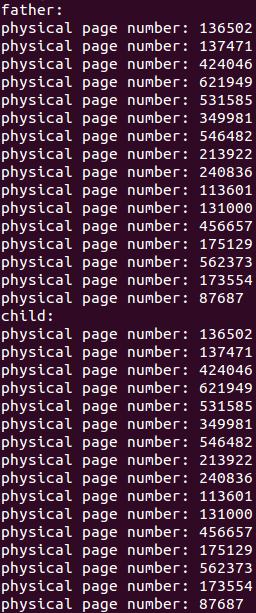 father:
physical page number: 136502
physical page number: 137471
physical page number: 424046
physical page number: 621949
physical page number: 531585
physical page number: 349981
physical page number: 546482
physical page number: 213922
physical page number: 240836
physical page number: 113601
physical page number: 131000
physical page number: 456657
physical page number: 175129
physical page number: 562373
physical page number: 173554
physical page number: 87687
child:
physical page number: 136502
physical page number: 137471
physical page number: 424046
physical page number: 621949
physical page number: 531585
physical page number: 349981
physical page number: 546482
physical page number: 213922
physical page number: 240836
physical page number: 113601
physical page number: 131000
physical page number: 456657
physical page number: 175129
physical page number: 562373
physical page number: 173554
physical page number: 87687